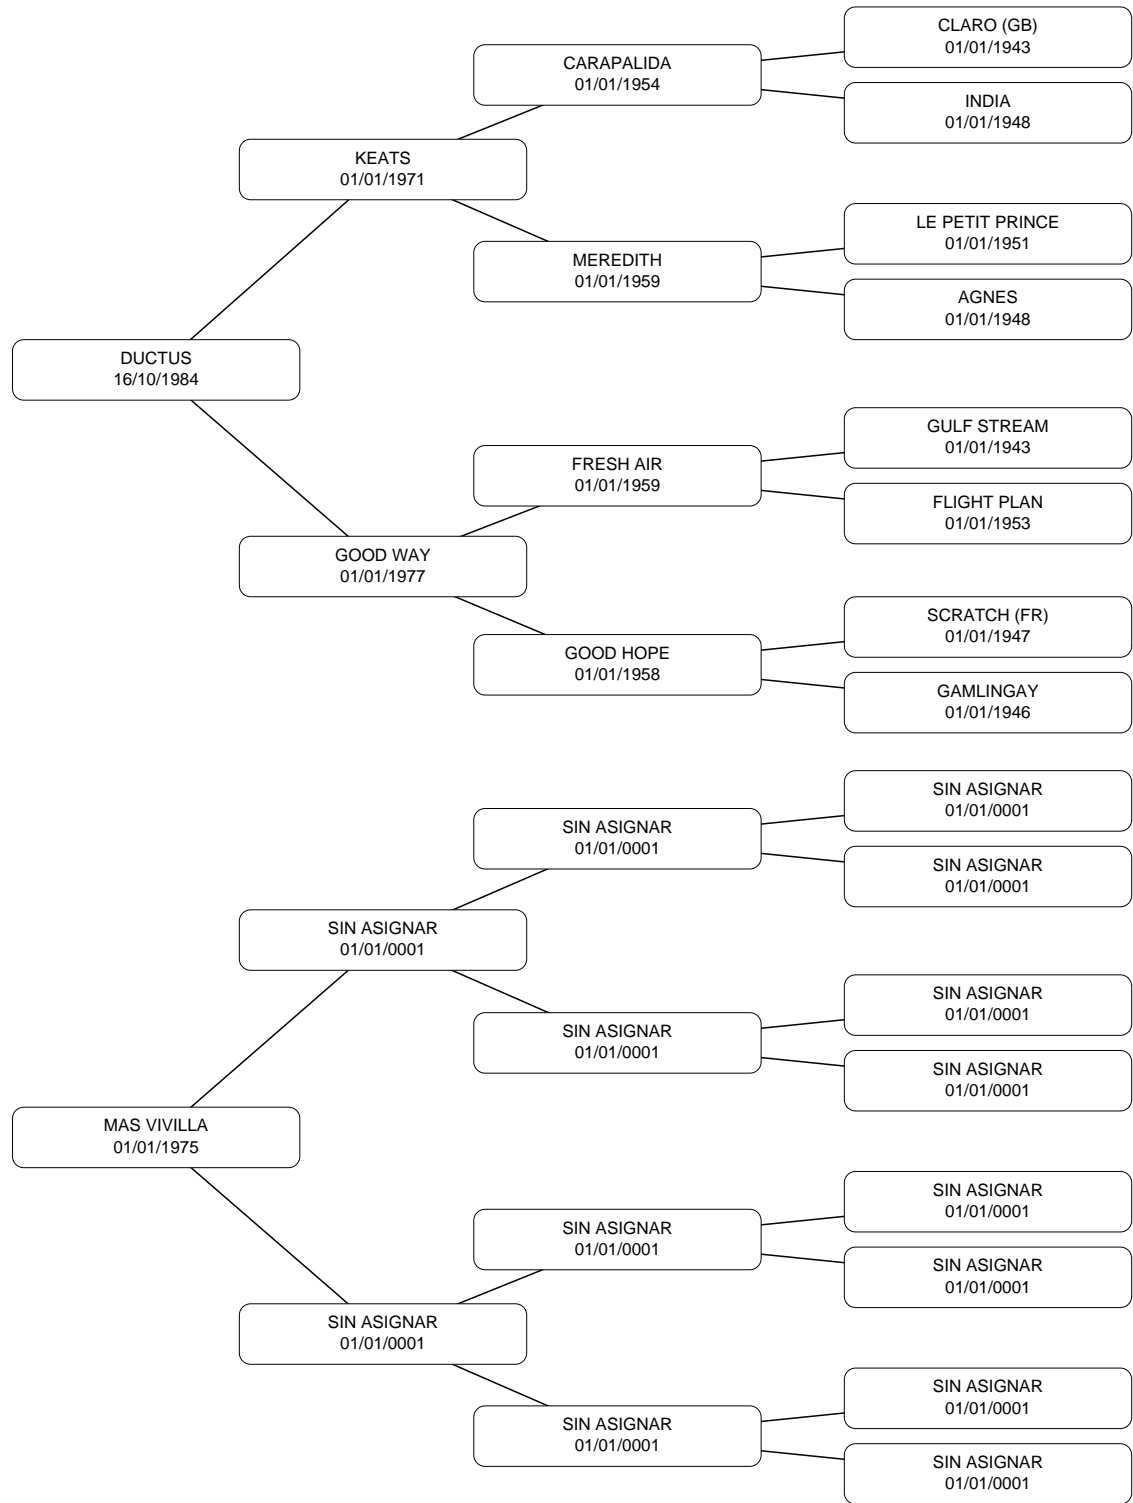 CLARO (GB)
01/01/1943
CARAPALIDA
01/01/1954
INDIA
01/01/1948
KEATS
01/01/1971
LE PETIT PRINCE
01/01/1951
MEREDITH
01/01/1959
AGNES
01/01/1948
DUCTUS
16/10/1984
GULF STREAM
01/01/1943
FRESH AIR
01/01/1959
FLIGHT PLAN
01/01/1953
GOOD WAY
01/01/1977
SCRATCH (FR)
01/01/1947
GOOD HOPE
01/01/1958
GAMLINGAY
01/01/1946
SIN ASIGNAR
01/01/0001
SIN ASIGNAR
01/01/0001
SIN ASIGNAR
01/01/0001
SIN ASIGNAR
01/01/0001
SIN ASIGNAR
01/01/0001
SIN ASIGNAR
01/01/0001
SIN ASIGNAR
01/01/0001
MAS VIVILLA
01/01/1975
SIN ASIGNAR
01/01/0001
SIN ASIGNAR
01/01/0001
SIN ASIGNAR
01/01/0001
SIN ASIGNAR
01/01/0001
SIN ASIGNAR
01/01/0001
SIN ASIGNAR
01/01/0001
SIN ASIGNAR
01/01/0001